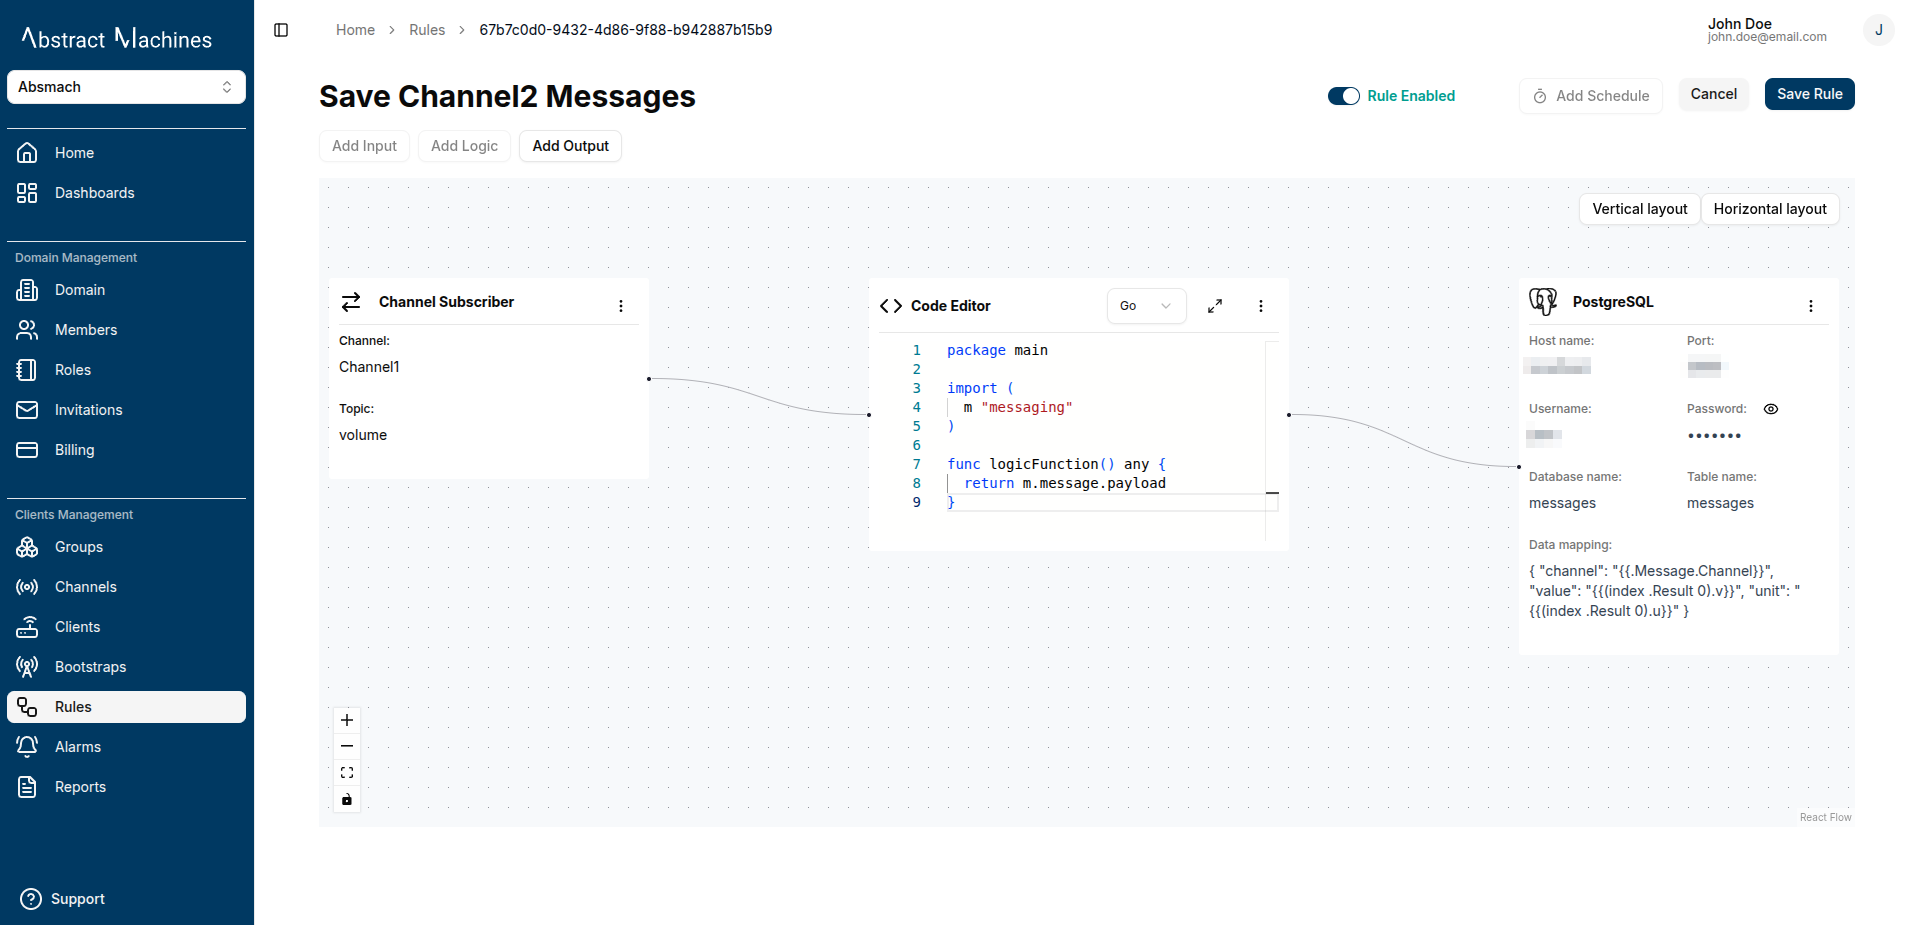 Abstract Machines
Absmach
Home
Dashboards
Domain Management
Domain
Members
Roles
Invitations
Billing
Clients Management
Groups
Channels
Clients
Bootstraps
Rules
Alarms
Reports
Support
Home > Rules > 67b7c0d0-9432-4d86-9f88-b942887b15b9
John Doe
john.doe@email.com
J
Save Channel2 Messages
Rule Enabled
Add Schedule
Cancel
Save Rule
Add Input
Add Logic
Add Output
Vertical layout
Horizontal layout
Channel Subscriber
Channel:
Channel1
Topic:
volume
Code Editor
Go
1 package main
2
3 import (
4 m "messaging"
5 )
6
7 func logicFunction() any {
8 return m.message.payload
9 }
PostgreSQL
Host name:
Port:
Username:
Password:
•••••••
Database name:
Table name:
messages
messages
Data mapping:
{ "channel": "{{.Message.Channel}}",
"value": "{{(index .Result 0).v}}", "unit": "
{{(index .Result 0).u}}" }
React Flow